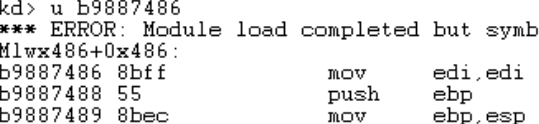 kd> u b9887486
*** ERROR: Module load completed but symb
Mlwx486+0x486:
b9887486 8bff mov edi,edi
b9887488 55 push ebp
b9887489 8bec mov ebp,esp